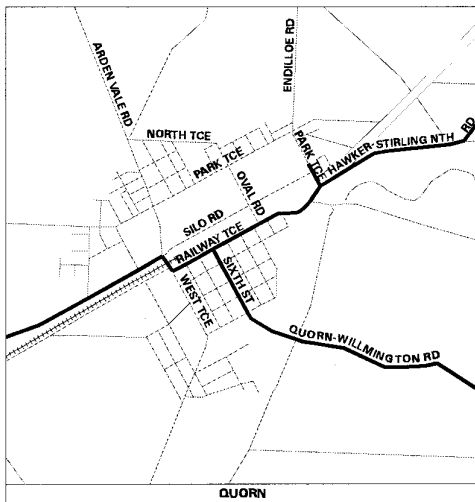 ARDEN VALE RD
ENDILLOE RD
NORTH TCE
PARK TCE
PARK TCE
HAWKER-STIRLING NTH RD
OVAL RD
SILO RD
RAILWAY TCE
SIXTH ST
WEST TCE
QUORN-WILLMINGTON RD
QUORN